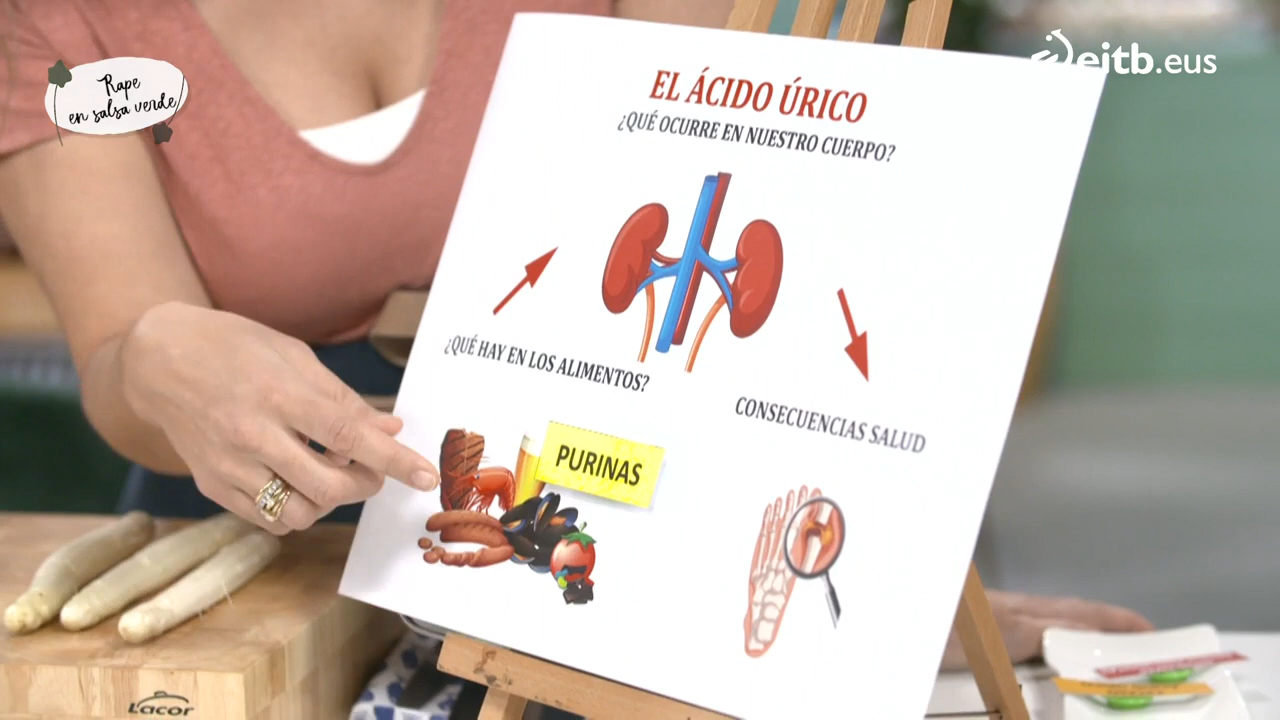 Rape
en salsa verde
eitb.eus
EL ÁCIDO ÚRICO
¿QUÉ OCURRE EN NUESTRO CUERPO?
¿QUÉ HAY EN LOS ALIMENTOS?
CONSECUENCIAS SALUD
PURINAS
Lacor